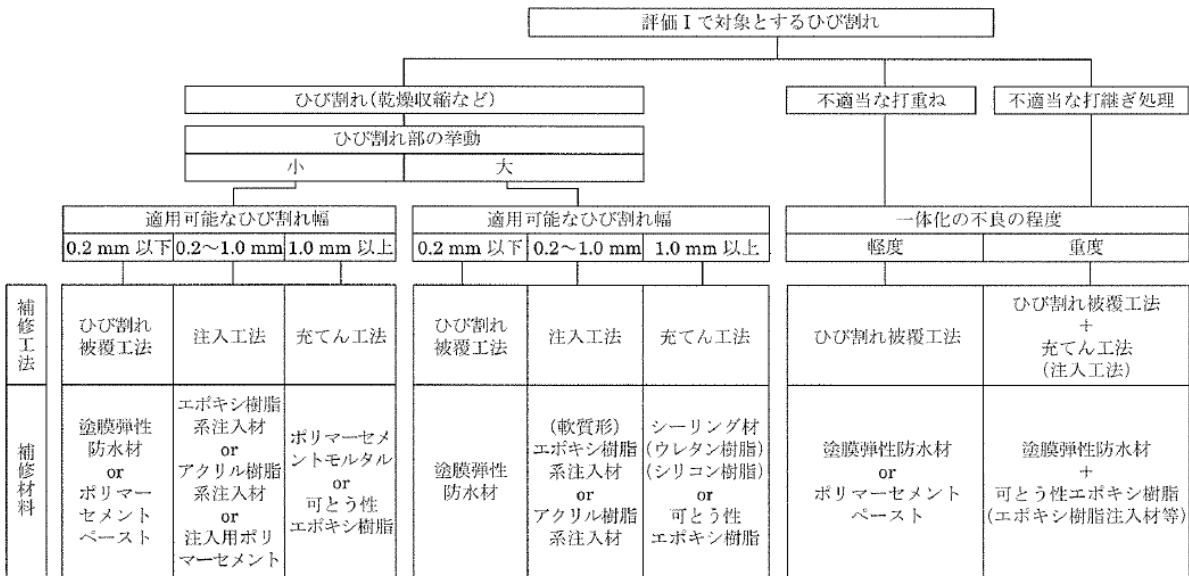 評価Ⅰで対象とするひび割れ
ひび割れ(乾燥収縮など)
不適当な打重ね
不適当な打継ぎ処理
ひび割れ部の挙動
小
大
適用可能なひび割れ幅
0.2 mm 以下
0.2～1.0 mm
1.0 mm 以上
適用可能なひび割れ幅
0.2 mm 以下
0.2～1.0 mm
1.0 mm 以上
一体化の不良の程度
軽度
重度
補修工法
ひび割れ
被覆工法
注入工法
充てん工法
ひび割れ
被覆工法
注入工法
充てん工法
ひび割れ被覆工法
ひび割れ被覆工法
+
充てん工法
(注入工法)
補修材料
塗膜弾性
防水材
or
ポリマー
セメント
ペースト
エポキシ樹脂
系注入材
or
アクリル樹脂
系注入材
or
注入用ポリ
マーセメント
ポリマーセメ
ントモルタル
or
可とう性
エポキシ樹脂
塗膜弾性
防水材
(軟質形)
エポキシ樹脂
系注入材
or
アクリル樹脂
系注入材
シーリング材
(ウレタン樹脂)
(シリコン樹脂)
or
可とう性
エポキシ樹脂
塗膜弾性防水材
or
ポリマーセメント
ペースト
塗膜弾性防水材
+
可とう性エポキシ樹脂
(エポキシ樹脂注入材等)